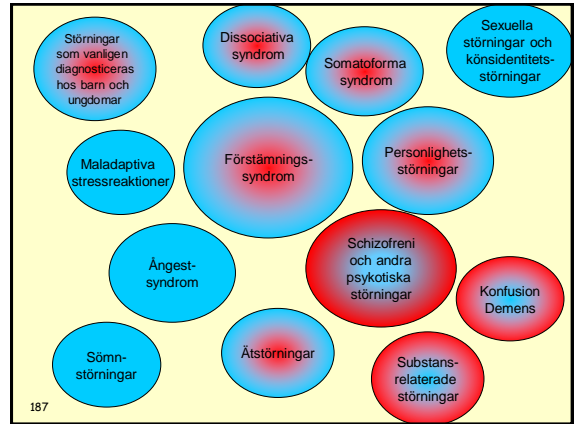 Störningar
som vanligen
diagnosticeras
hos barn och
ungdomar
Dissociativa
syndrom
Somatoforma
syndrom
Sexuella
störningar och
könsidentitets-
störningar
Maladaptiva
stressreaktioner
Förstämnings-
syndrom
Personlighets-
störningar
Ångest-
syndrom
Schizofreni
och andra
psykotiska
störningar
Konfusion
Demens
Sömn-
störningar
Ätstörningar
Substans-
relaterade
störningar
187